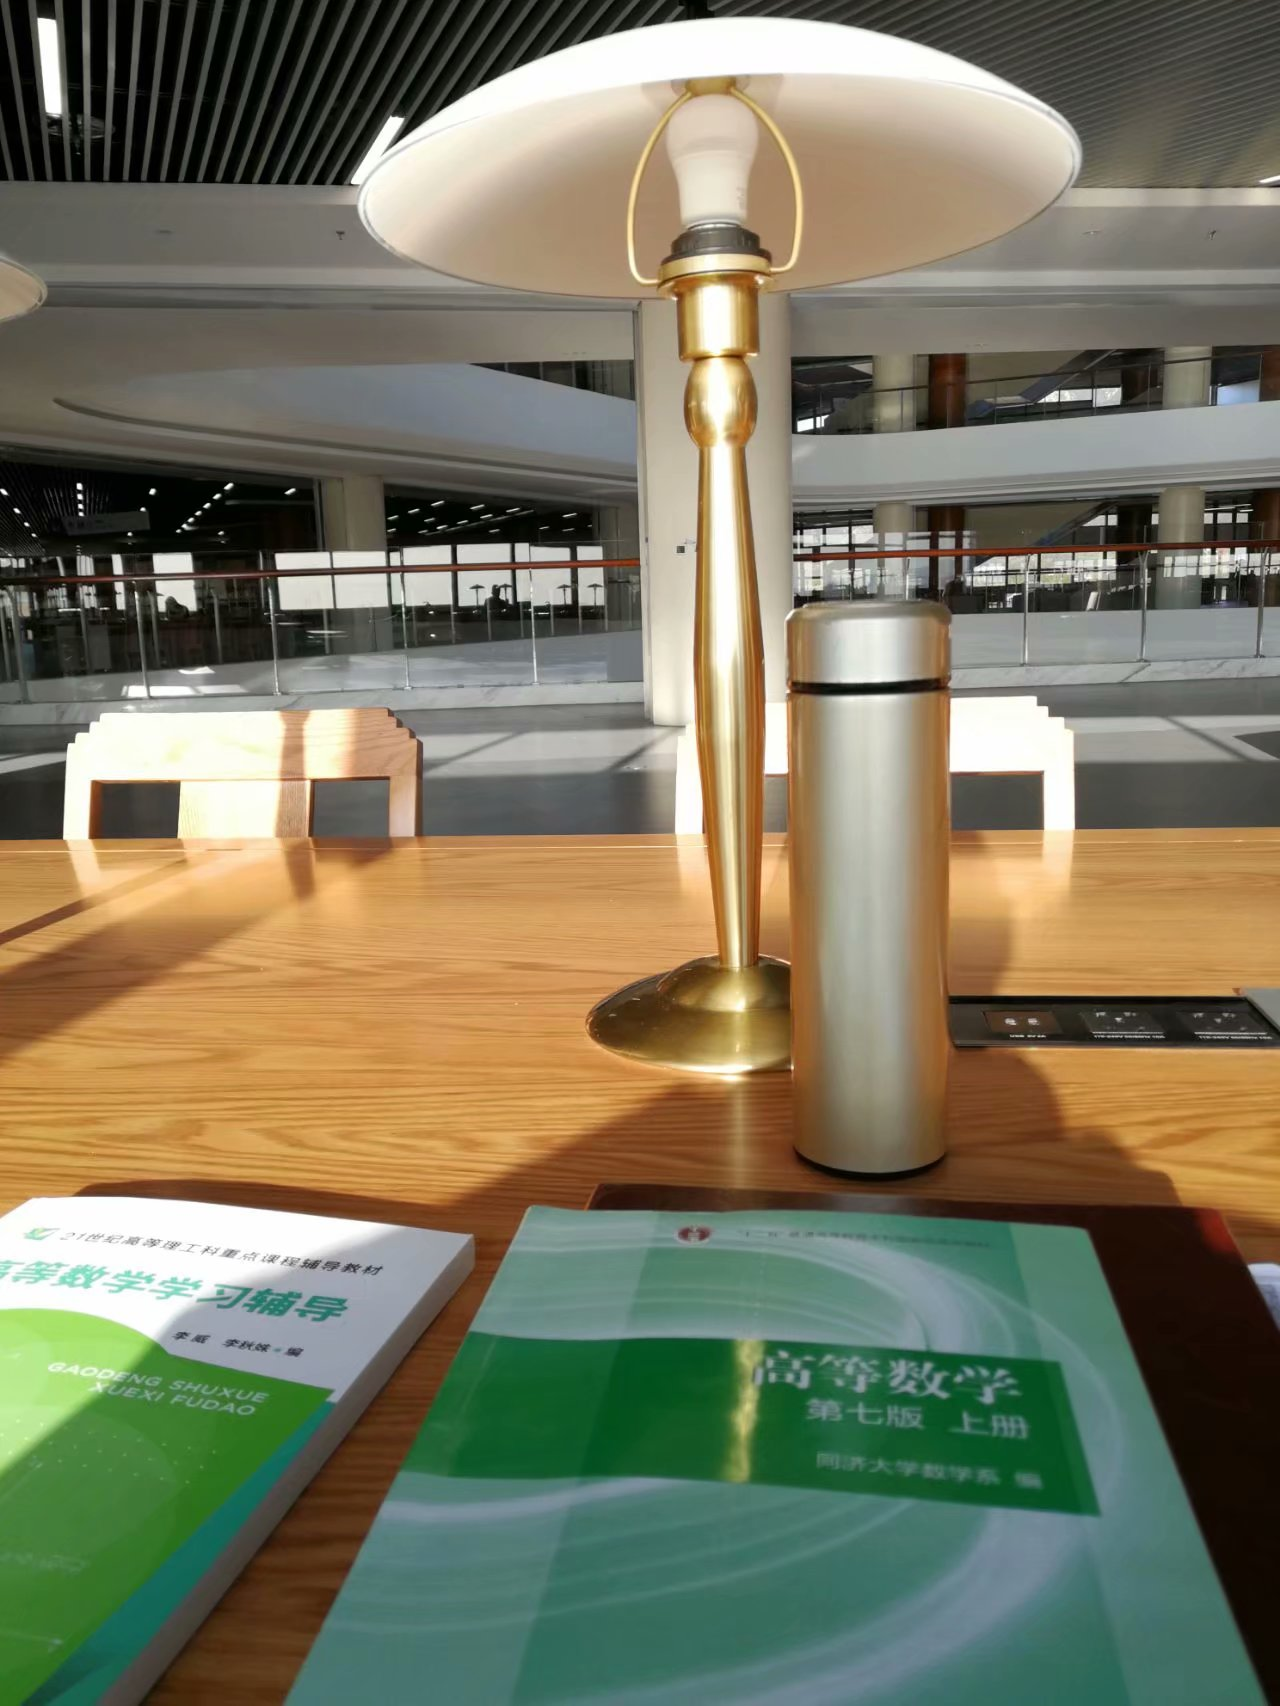 21世纪高等理工科重点课程辅导教材
高等数学学习辅导
李威 李秋姝 编
GAODENG SHUXUE
XUEXI FUDAO
高等数学
第七版 上册
同济大学数学系 编